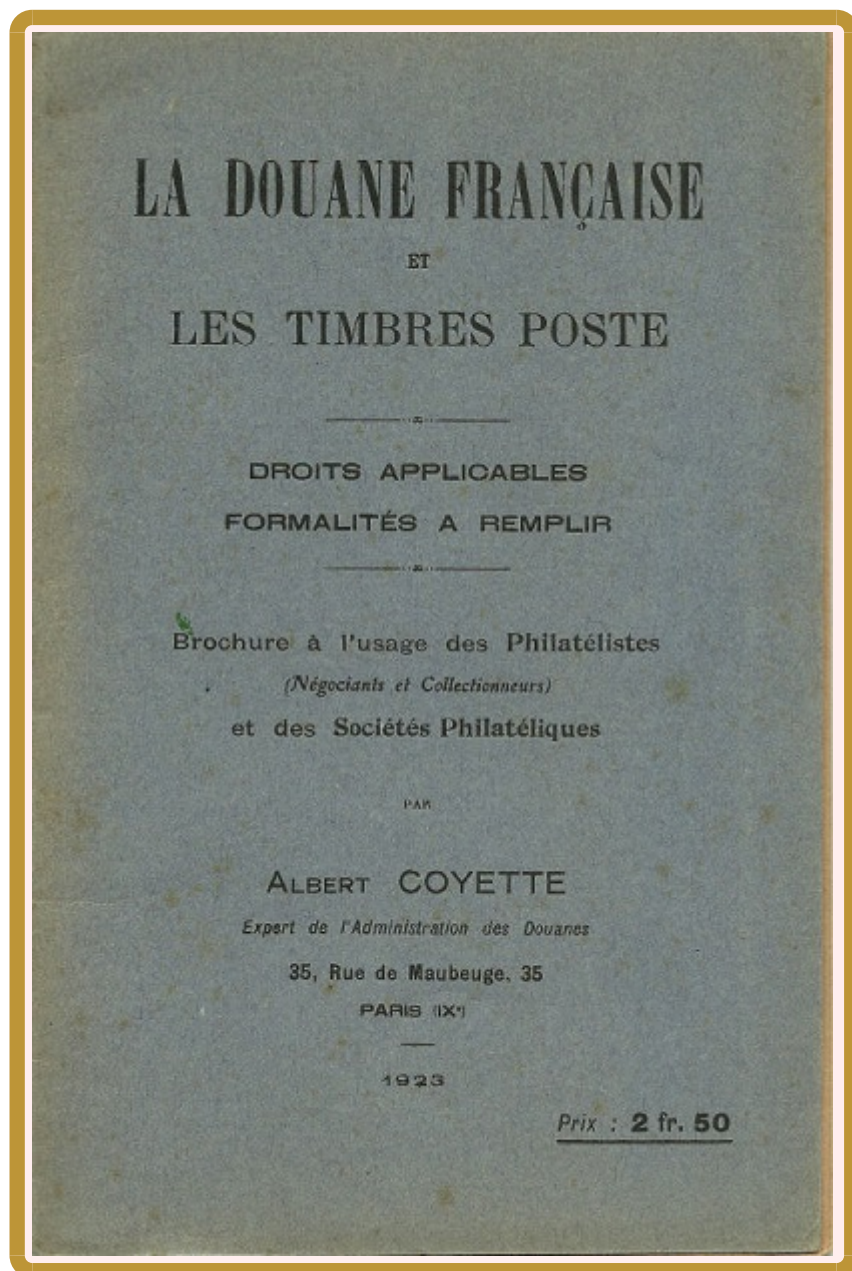 LA DOUANE FRANÇAISE
ET
LES TIMBRES POSTE
DROITS APPLICABLES
FORMALITÉS A REMPLIR
Brochure à l'usage des Philatélistes
(Négociants et Collectionneurs)
et des Sociétés Philatéliques
PAR
ALBERT COYETTE
Expert de l'Administration des Douanes
35, Rue de Maubeuge, 35
PARIS (IXe)
1923
Prix : 2 fr. 50